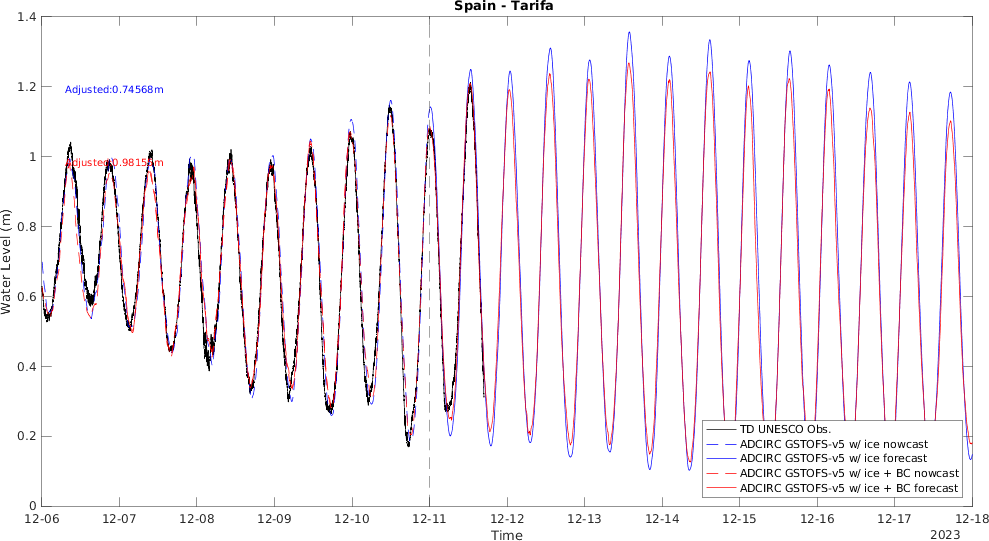 Spain - Tarifa
1.4
1.2
1
0.8
0.6
0.4
0.2
0
Water Level (m)
Adjusted:0.74568m
12-06 12-07 12-08 12-09 12-10 12-11 12-12 12-13 12-14 12-15 12-16 12-17 12-18
Time
2023
TD UNESCO Obs.
ADCIRC GSTOFS-v5 w/ ice nowcast
ADCIRC GSTOFS-v5 w/ ice forecast
ADCIRC GSTOFS-v5 w/ ice + BC nowcast
ADCIRC GSTOFS-v5 w/ ice + BC forecast